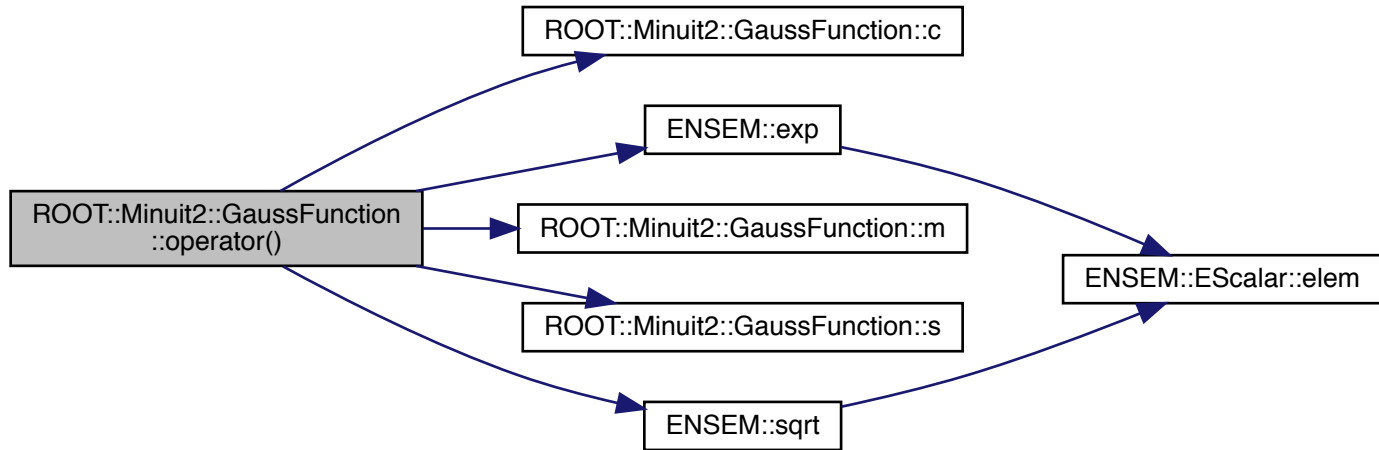 ROOT::Minuit2::GaussFunction
::operator()
ROOT::Minuit2::GaussFunction::c
ENSEM::exp
ROOT::Minuit2::GaussFunction::m
ROOT::Minuit2::GaussFunction::s
ENSEM::sqrt
ENSEM::EScalar::elem